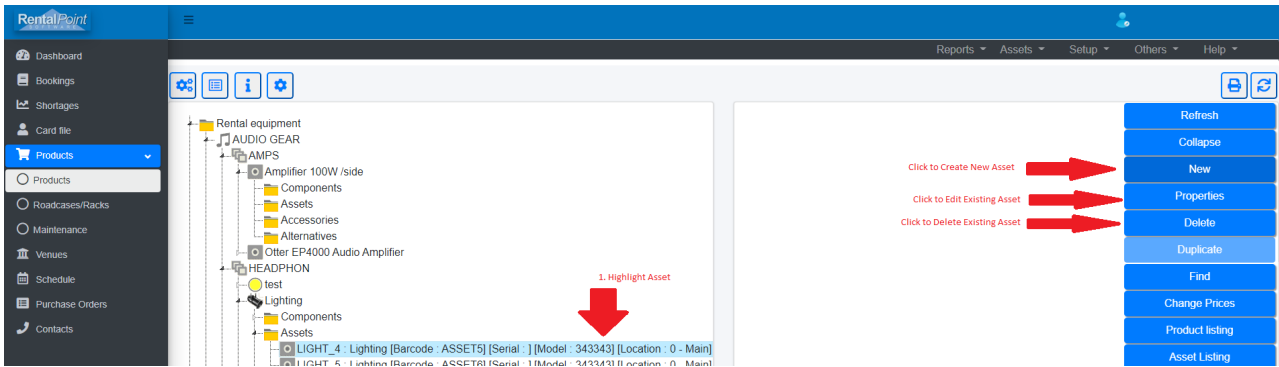 RentalPoint
SOFTWARE
Reports Assets Setup Others Help
Dashboard
Bookings
Shortages
Card file
Products
Products
Roadcases/Racks
Maintenance
Venues
Schedule
Purchase Orders
Contacts
Rental equipment
AUDIO GEAR
AMPS
Amplifier 100W /side
Components
Assets
Accessories
Alternatives
Otter EP4000 Audio Amplifier
HEADPHON
test
Lighting
Components
Assets
LIGHT_4 : Lighting [Barcode : ASSET5] [Serial : ] [Model : 343343] [Location : 0 - Main]
LIGHT_5 : Lighting [Barcode : ASSET6] [Serial : ] [Model : 343343] [Location : 0 - Main]
1. Highlight Asset
Click to Create New Asset
Click to Edit Existing Asset
Click to Delete Existing Asset
Refresh
Collapse
New
Properties
Delete
Duplicate
Find
Change Prices
Product listing
Asset Listing